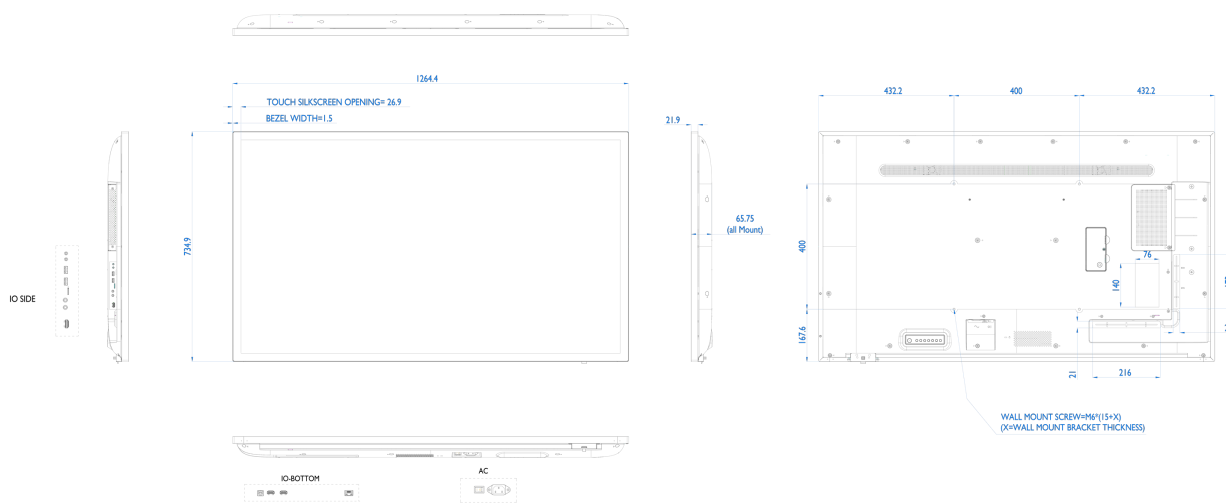 1264.4
TOUCH SILKSCREEN OPENING= 26.9
BEZEL WIDTH=1.5
734.9
IO SIDE
21.9
65.75
(all Mount)
432.2
400
432.2
400
167.6
76
140
21
216
WALL MOUNT SCREW=M6*(15+X)
(X=WALL MOUNT BRACKET THICKNESS)
IO-BOTTOM
AC